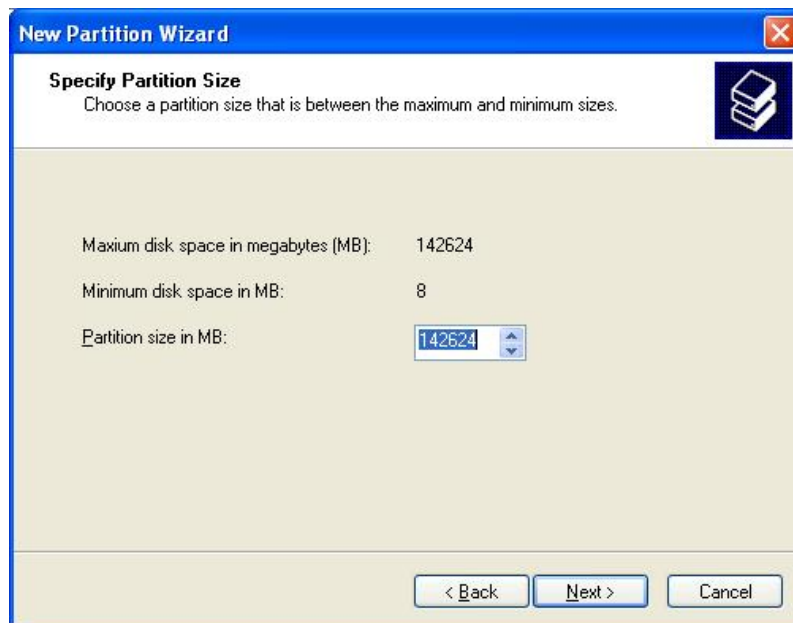 New Partition Wizard
Specify Partition Size
Choose a partition size that is between the maximum and minimum sizes.
Maxium disk space in megabytes (MB): 142624
Minimum disk space in MB: 8
Partition size in MB: 142624
< Back Next > Cancel